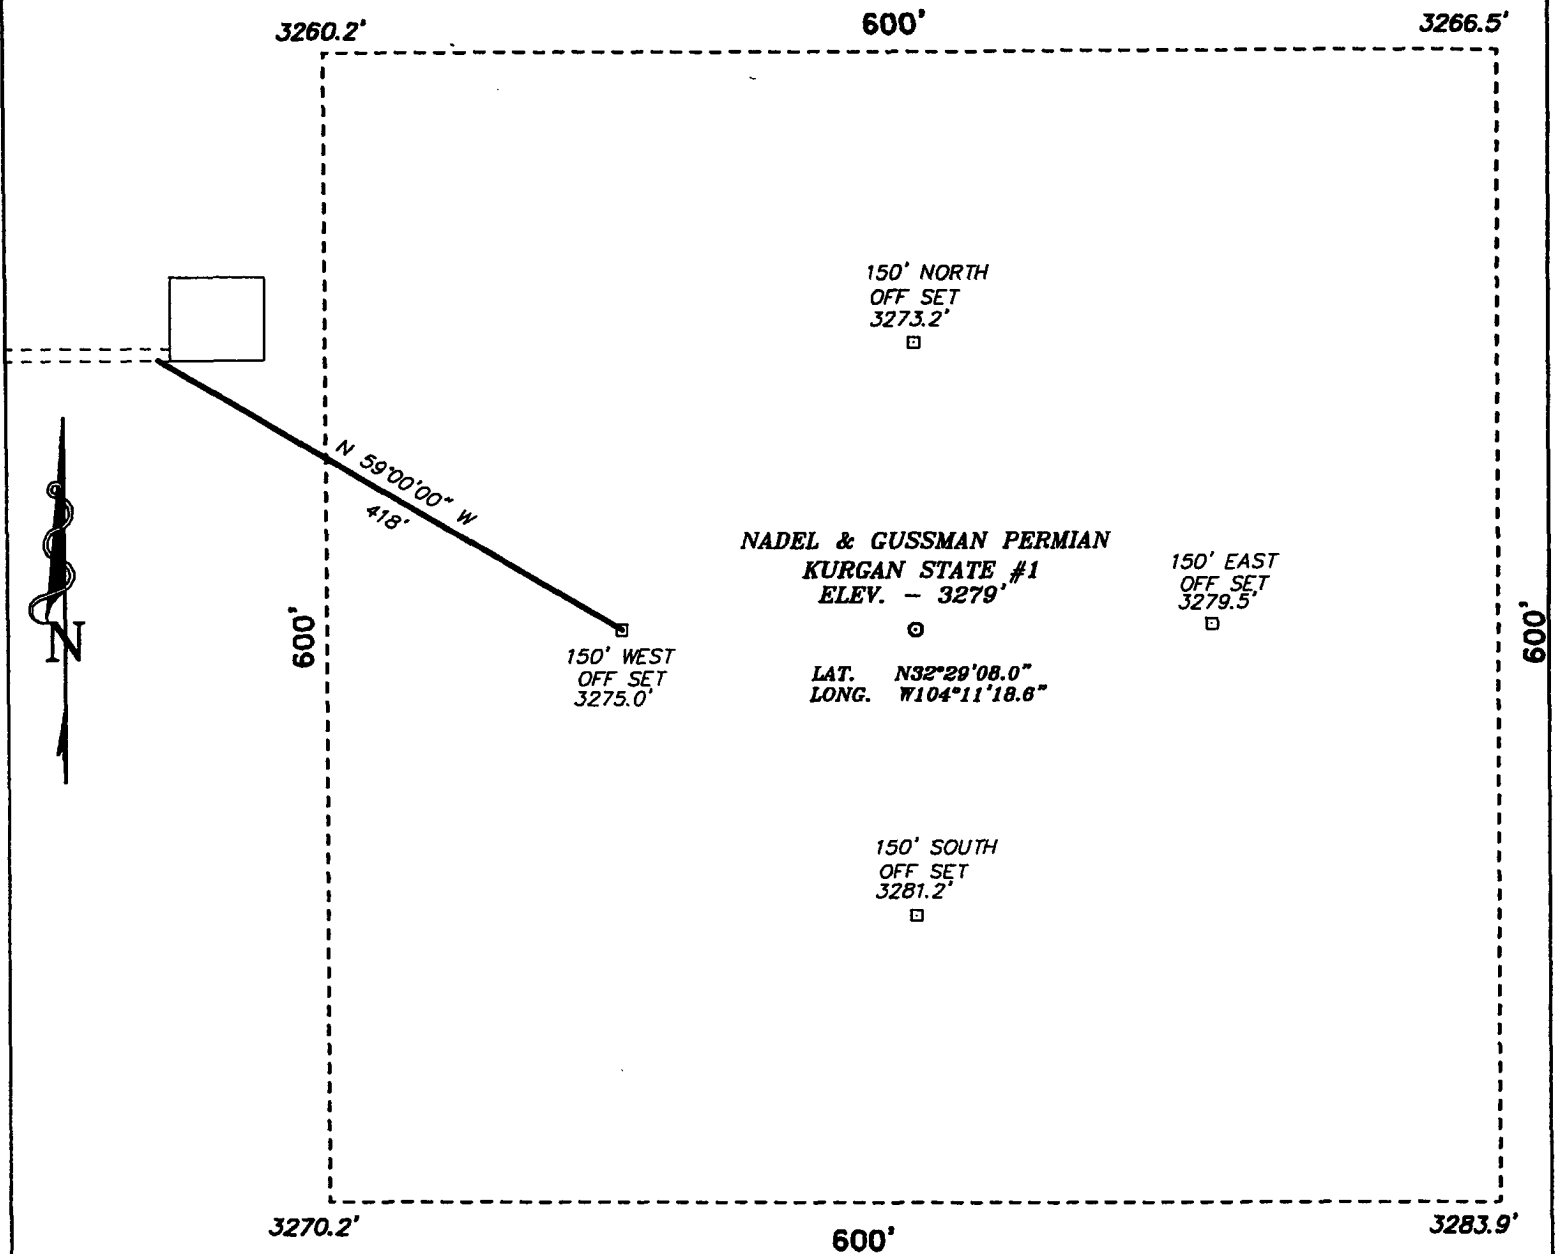 3260.2'
600'
3266.5'
150' NORTH
OFF SET
3273.2'
N 59°00'00" W
418'
NADEL & GUSSMAN PERMIAN
KURGAN STATE #1
ELEV. - 3279'
150' EAST
OFF SET
3279.5'
600'
600'
N
150' WEST
OFF SET
3275.0'
LAT. N32°29'08.0"
LONG. W104°11'18.6"
150' SOUTH
OFF SET
3281.2'
3270.2'
600'
3283.9'